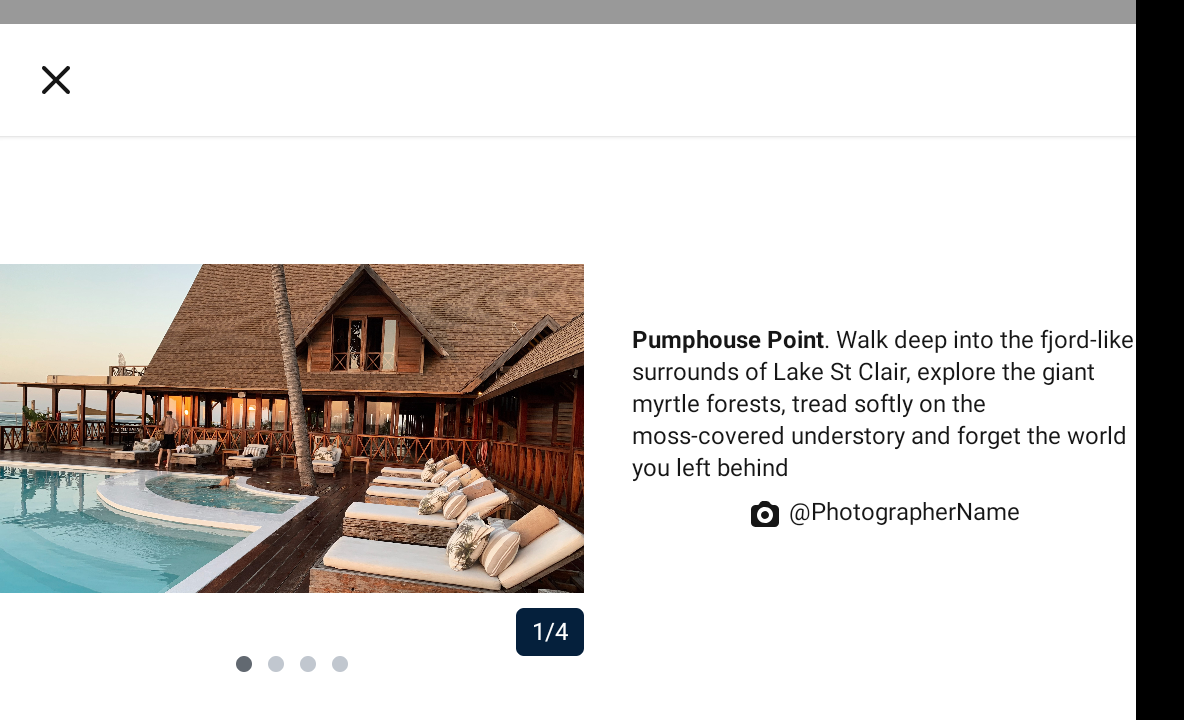 Pumphouse Point. Walk deep into the fjord-like
surrounds of Lake St Clair, explore the giant
myrtle forests, tread softly on the
moss-covered understory and forget the world
you left behind
@PhotographerName
1/4